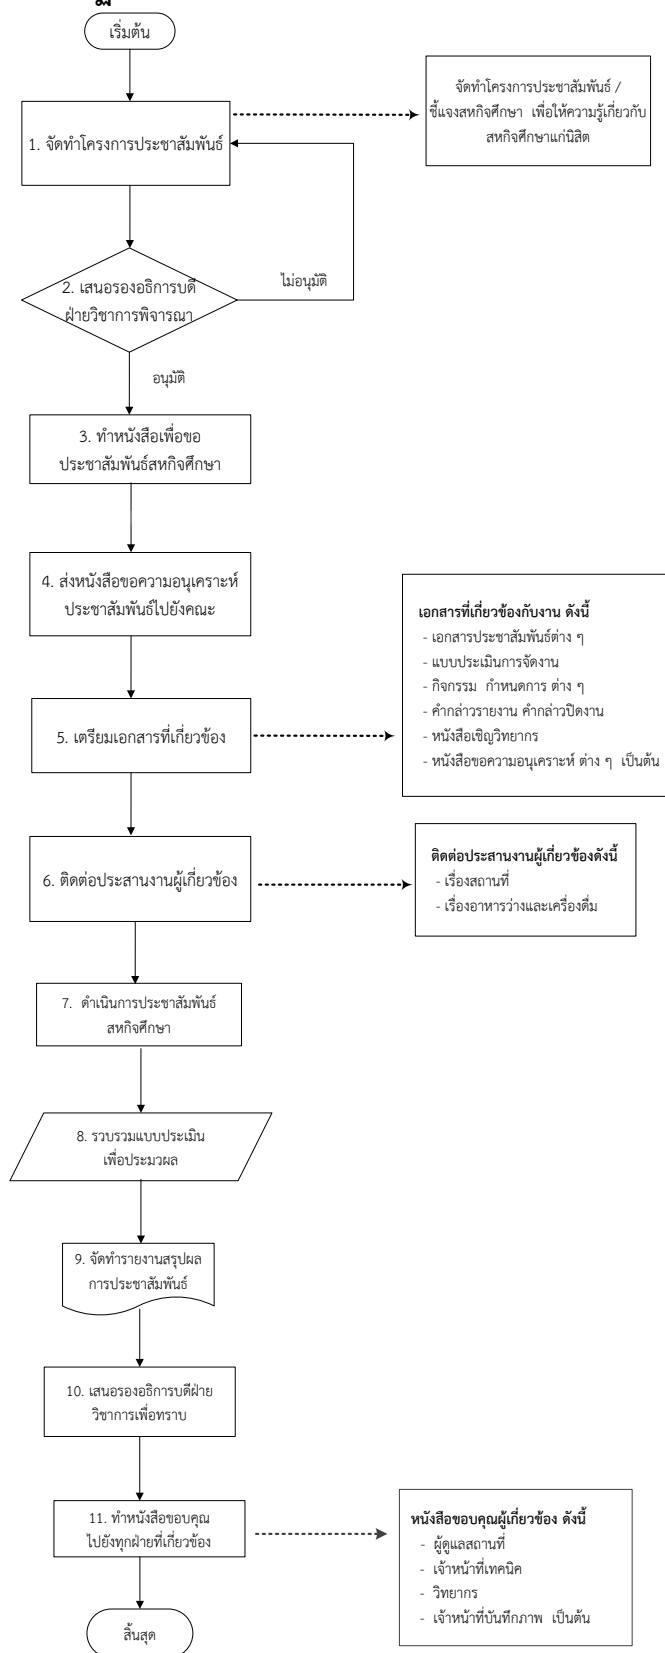 เริ่มต้น
จัดทำโครงการประชาสัมพันธ์ /
ชี้แจงสหกิจศึกษา เพื่อให้ความรู้เกี่ยวกับ
สหกิจศึกษาแก่นิสิต
1. จัดทำโครงการประชาสัมพันธ์
2. เสนอรองอธิการบดี
ฝ่ายวิชาการพิจารณา
ไม่อนุมัติ
อนุมัติ
3. ทำหนังสือเพื่อขอ
ประชาสัมพันธ์สหกิจศึกษา
4. ส่งหนังสือขอความอนุเคราะห์
ประชาสัมพันธ์ไปยังคณะ
5. เตรียมเอกสารที่เกี่ยวข้อง
เอกสารที่เกี่ยวข้องกับงาน ดังนี้
- เอกสารประชาสัมพันธ์ต่าง ๆ
- แบบประเมินการจัดงาน
- กิจกรรม กำหนดการ ต่าง ๆ
- คำกล่าวรายงาน คำกล่าวปิดงาน
- หนังสือเชิญวิทยากร
- หนังสือขอความอนุเคราะห์ ต่าง ๆ เป็นต้น
6. ติดต่อประสานงานผู้เกี่ยวข้อง
ติดต่อประสานงานผู้เกี่ยวข้องดังนี้
- เรื่องสถานที่
- เรื่องอาหารว่างและเครื่องดื่ม
7. ดำเนินการประชาสัมพันธ์
สหกิจศึกษา
8. รวบรวมแบบประเมิน
เพื่อประมวผล
9. จัดทำรายงานสรุปผล
การประชาสัมพันธ์
10. เสนอรองอธิการบดีฝ่าย
วิชาการเพื่อทราบ
11. ทำหนังสือขอบคุณ
ไปยังทุกฝ่ายที่เกี่ยวข้อง
หนังสือขอบคุณผู้เกี่ยวข้อง ดังนี้
- ผู้ดูแลสถานที่
- เจ้าหน้าที่เทคนิค
- วิทยากร
- เจ้าหน้าที่บันทึกภาพ เป็นต้น
สิ้นสุด